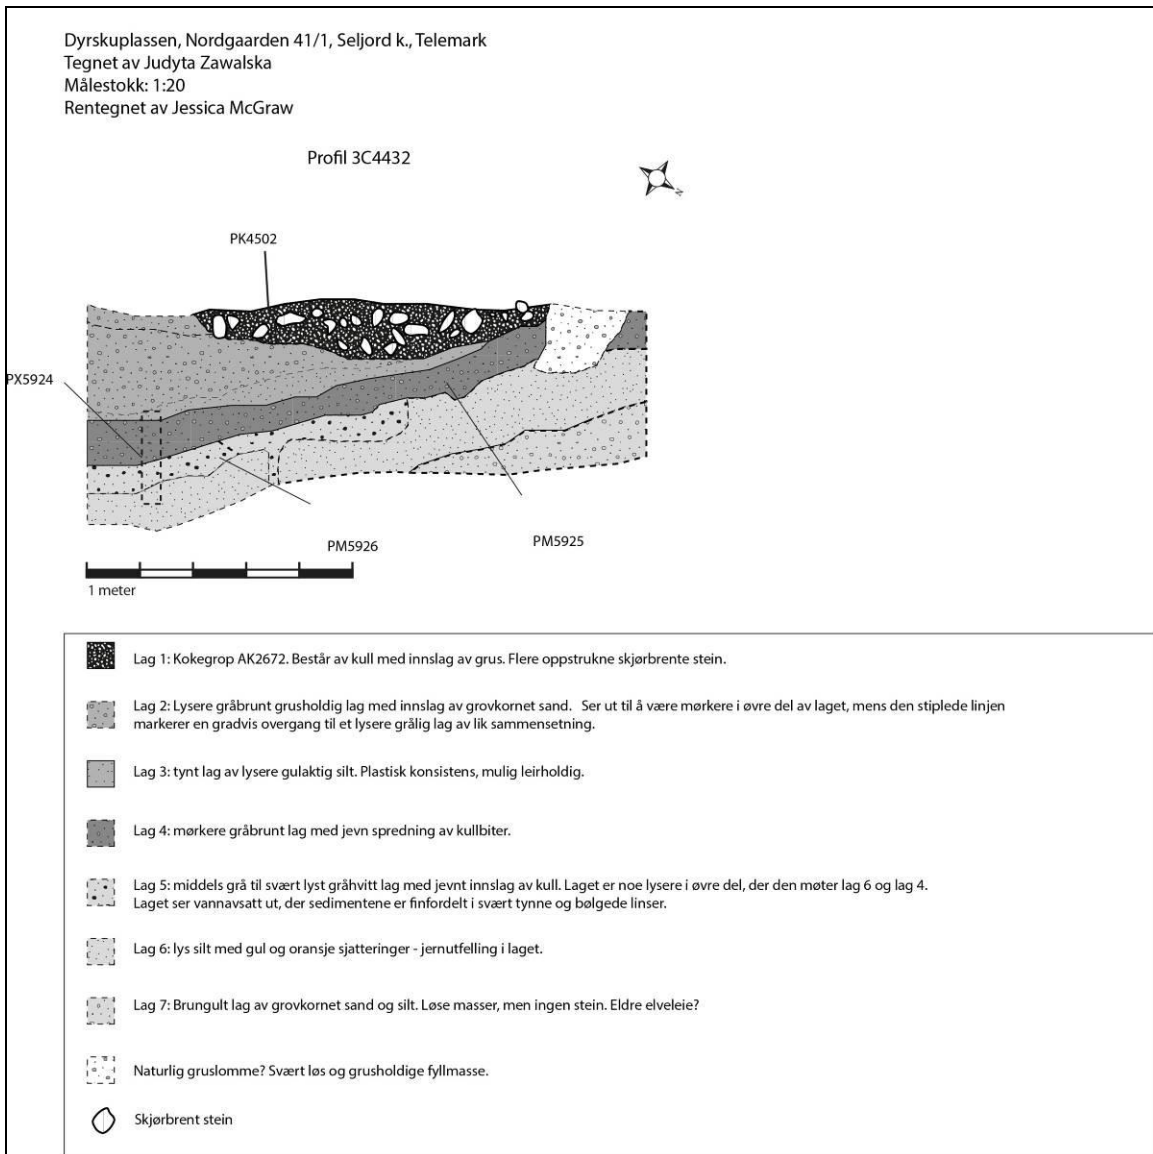 Dyrskuplassen, Nordgaarden 41/1, Seljord k., Telemark
Tegnet av Judyta Zawalska
Målestokk: 1:20
Rentegnet av Jessica McGraw
Profil 3C4432
N
PK4502
PX5924
PM5926
PM5925
1 meter
Lag 1: Kokegrop AK2672. Består av kull med innslag av grus. Flere oppstrukne skjørbrente stein.
Lag 2: Lysere gråbrunt grusholdig lag med innslag av grovkornet sand. Ser ut til å være mørkere i øvre del av laget, mens den stiplede linjen
markerer en gradvis overgang til et lysere grålig lag av lik sammensetning.
Lag 3: tynt lag av lysere gulaktig silt. Plastisk konsistens, mulig leirholdig.
Lag 4: mørkere gråbrunt lag med jevn spredning av kullbiter.
Lag 5: middels grå til svært lyst gråhvitt lag med jevnt innslag av kull. Laget er noe lysere i øvre del, der den møter lag 6 og lag 4.
Laget ser vannavsatt ut, der sedimentene er finfordelt i svært tynne og bølgede linser.
Lag 6: lys silt med gul og oransje sjatteringer - jernutfelling i laget.
Lag 7: Brungult lag av grovkornet sand og silt. Løse masser, men ingen stein. Eldre elveleie?
Naturlig gruslomme? Svært løs og grusholdige fyllmasse.
Skjørbrent stein